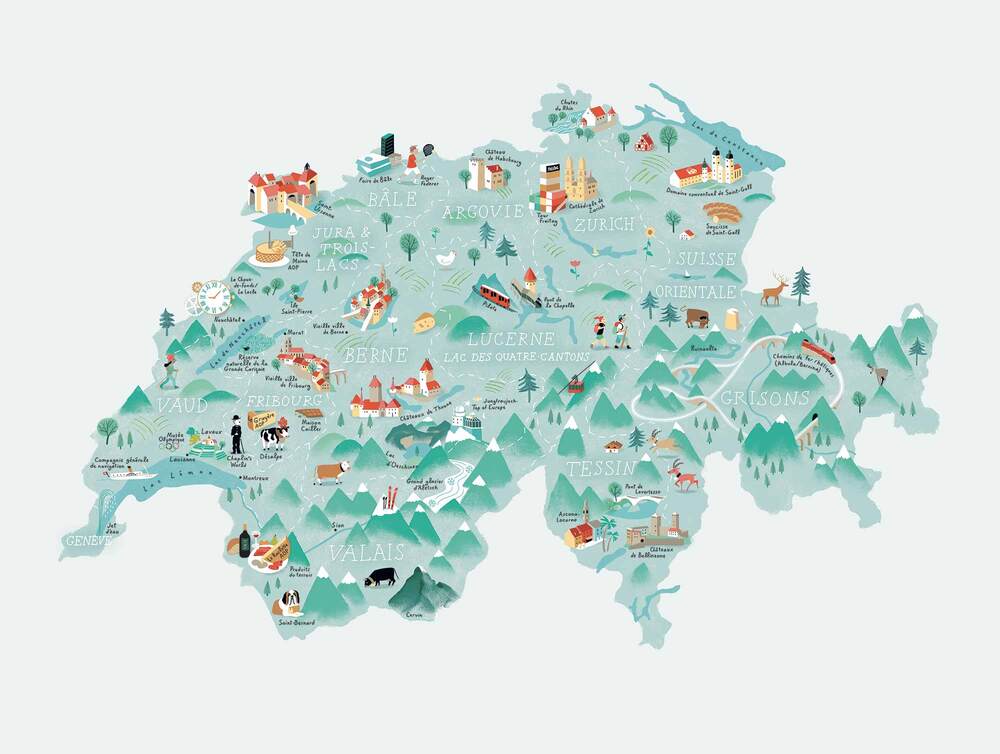 Chutes
du Rhin
Lac de Constance
Foire de Bâle
Roger
Federer
Château
de Habsbourg
Tour
Freitag
Cathédrale de
Zurich
Domaine conventuel de Saint-Gall
Saucisse
de Saint-Gall
Saint-
Ursanne
BÂLE
ARGOVIE
ZURICH
JURA &
TROIS-
LACS
Tête de
Moine
AOP
SUISSE
ORIENTALE
La Chaux-
de-fonds/
Le Locle
Île
Saint-Pierre
Neuchâtel
Lac de Neuchâtel
Morat
Vieille ville
de Berne
Pilate
Pont de
la Chapelle
LUCERNE
LAC DES QUATRE-CANTONS
BERNE
Réserve
naturelle de la
Grande Cariçaie
Vieille ville
de Fribourg
Ruinaulta
Chemins de fer rhétiques
(Albula/Bernina)
GRISONS
VAUD
FRIBOURG
Gruyère
AOP
Maison
Cailler
Châteaux de Thoune
Jungfraujoch-
Top of Europe
Musée
Olympique
Lavaux
Lausanne
Chaplin's
World
Désalpe
Compagnie générale
de navigation
Lac Léman
Montreux
Lac
d'Oeschinen
Grand glacier
d'Aletsch
TESSIN
Pont de
Lavertezzo
Ascona-
Locarno
Châteaux
de Bellinzone
Jet
d'eau
GENÈVE
Sion
VALAIS
AOP
Produits
du terroir
Saint-Bernard
Cervin